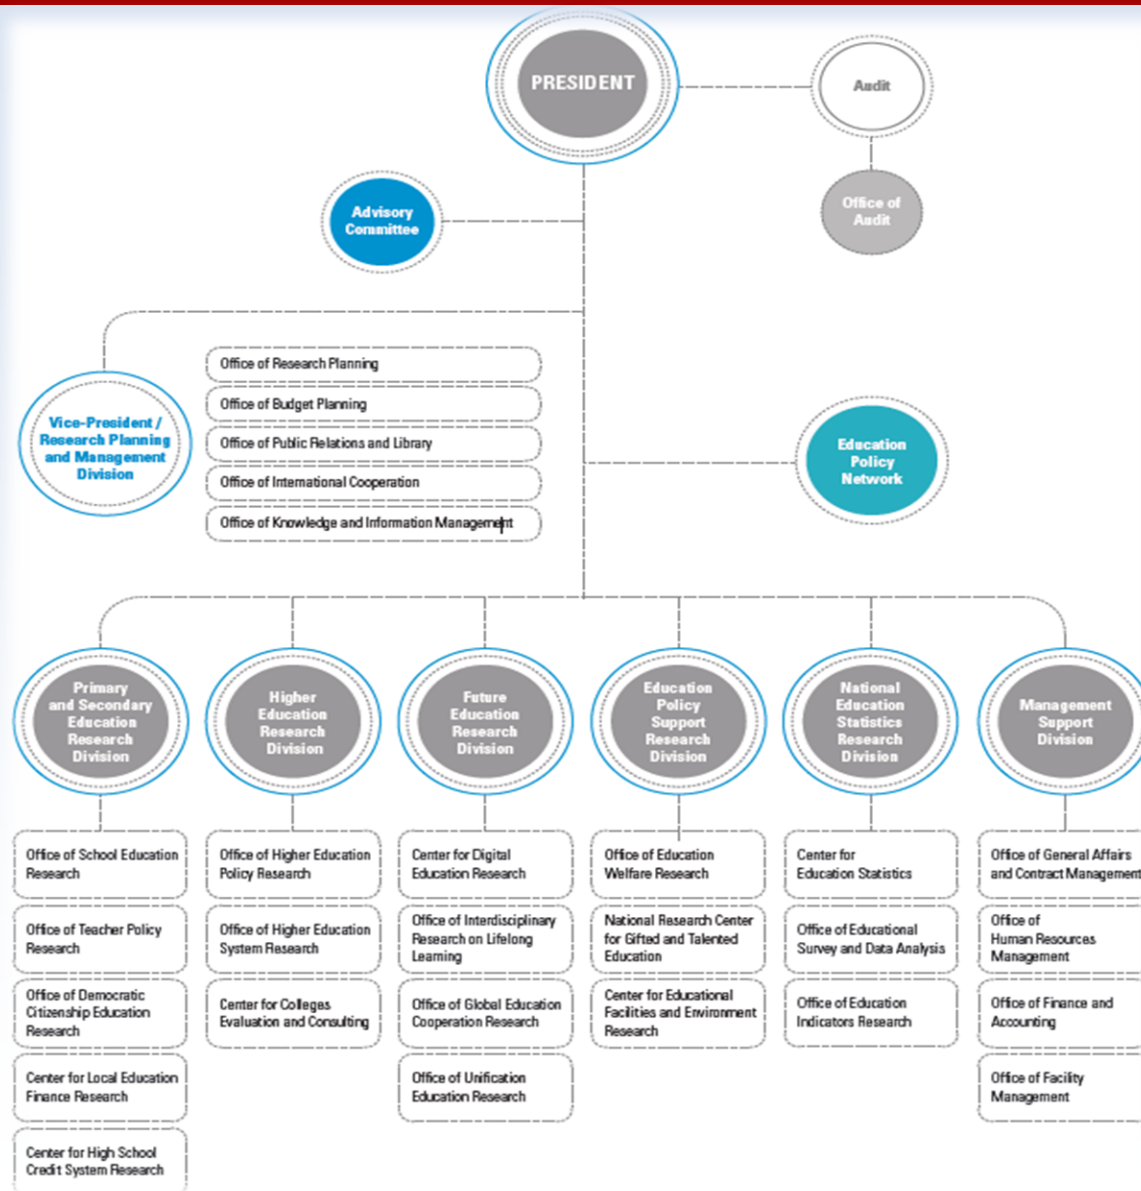 PRESIDENT
Audit
Office of
Audit
Advisory
Committee
Vice-President /
Research Planning
and Management
Division
Office of Research Planning
Office of Budget Planning
Office of Public Relations and Library
Office of International Cooperation
Office of Knowledge and Information Management
Education
Policy
Network
Primary
and Secondary
Education
Research
Division
Higher
Education
Research
Division
Future
Education
Research
Division
Education
Policy
Support
Research
Division
National
Education
Statistics
Research
Division
Management
Support
Division
Office of School Education
Research
Office of Teacher Policy
Research
Office of Democratic
Citizenship Education
Research
Center for Local Education
Finance Research
Center for High School
Credit System Research
Office of Higher Education
Policy Research
Office of Higher Education
System Research
Center for Colleges
Evaluation and Consulting
Center for Digital
Education Research
Office of Interdisciplinary
Research on Lifelong
Learning
Office of Global Education
Cooperation Research
Office of Unification
Education Research
Office of Education
Welfare Research
National Research Center
for Gifted and Talented
Education
Center for Educational
Facilities and Environment
Research
Center for
Education Statistics
Office of Educational
Survey and Data Analysis
Office of Education
Indicators Research
Office of General Affairs
and Contract Management
Office of
Human Resources
Management
Office of Finance and
Accounting
Office of Facility
Management